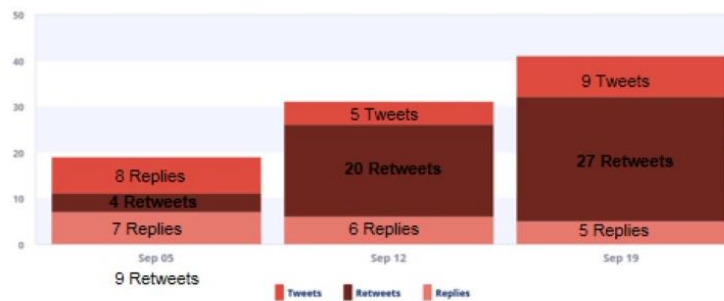 50
40
30
20
10
0
8 Replies
4 Retweets
7 Replies
5 Tweets
20 Retweets
6 Replies
9 Tweets
27 Retweets
5 Replies
Sep 05
Sep 12
Sep 19
9 Retweets
Tweets
Retweets
Replies